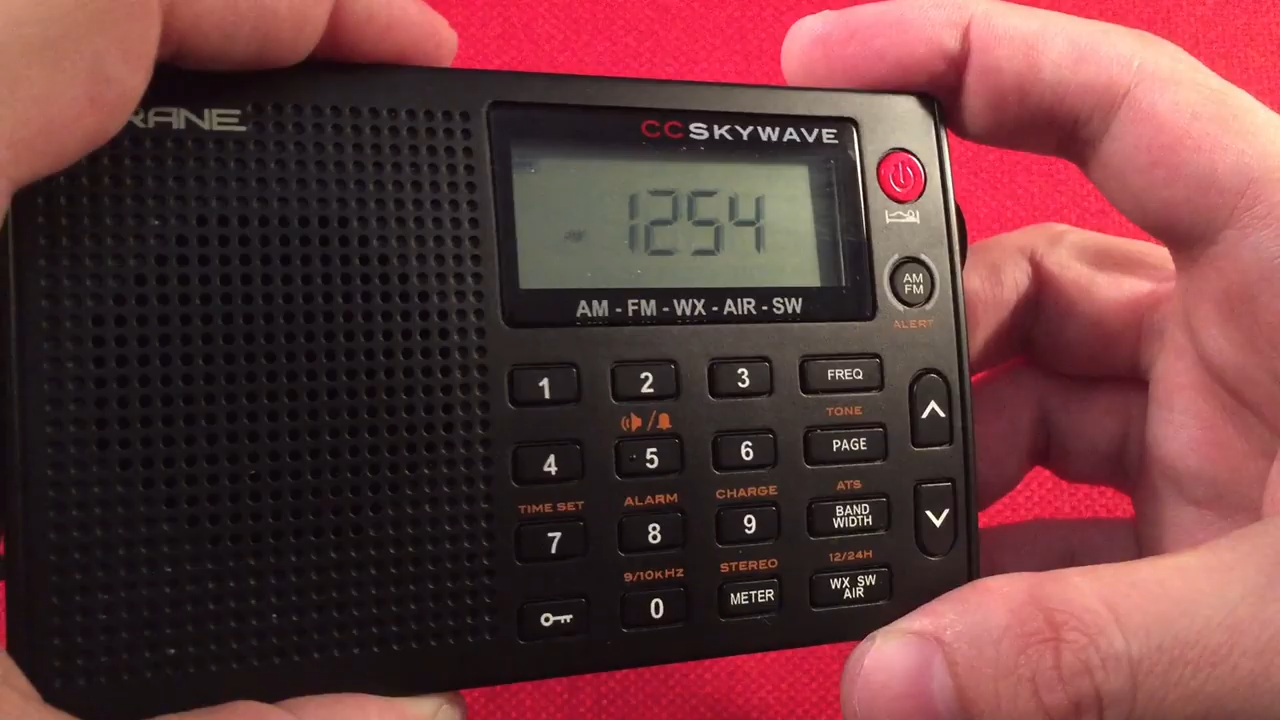 RANE
CCSKYWAVE
1254
AM - FM - WX - AIR - SW
AM
FM
ALERT
1 2 3 FREQ
TONE
4 5 6 PAGE
TIME SET ALARM CHARGE ATS
7 8 9 BAND
WIDTH
9/10kHz STEREO 12/24H
0 METER WX SW
AIR